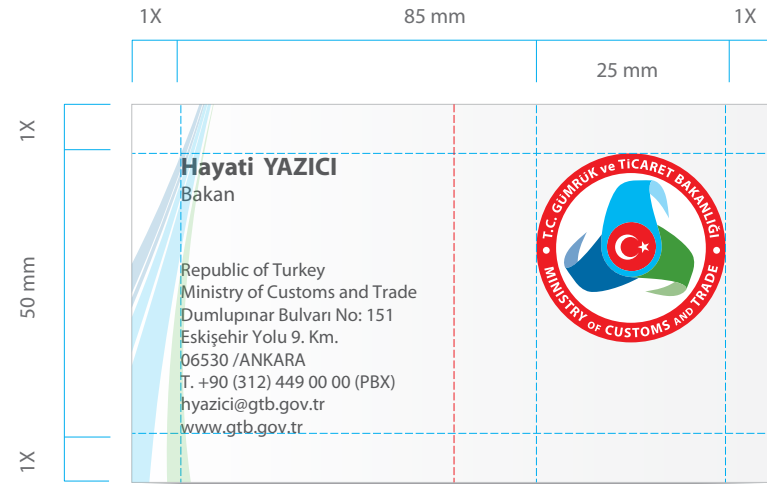 1X
85 mm
1X
25 mm
1X
50 mm
1X
Hayati YAZICI
Bakan
Republic of Turkey
Ministry of Customs and Trade
Dumlupınar Bulvarı No: 151
Eskişehir Yolu 9. Km.
06530 /ANKARA
T. +90 (312) 449 00 00 (PBX)
hyazici@gtb.gov.tr
www.gtb.gov.tr
T.C. GÜMRÜK ve TiCARET BAKANLIĞI
MINISTRY OF CUSTOMS AND TRADE